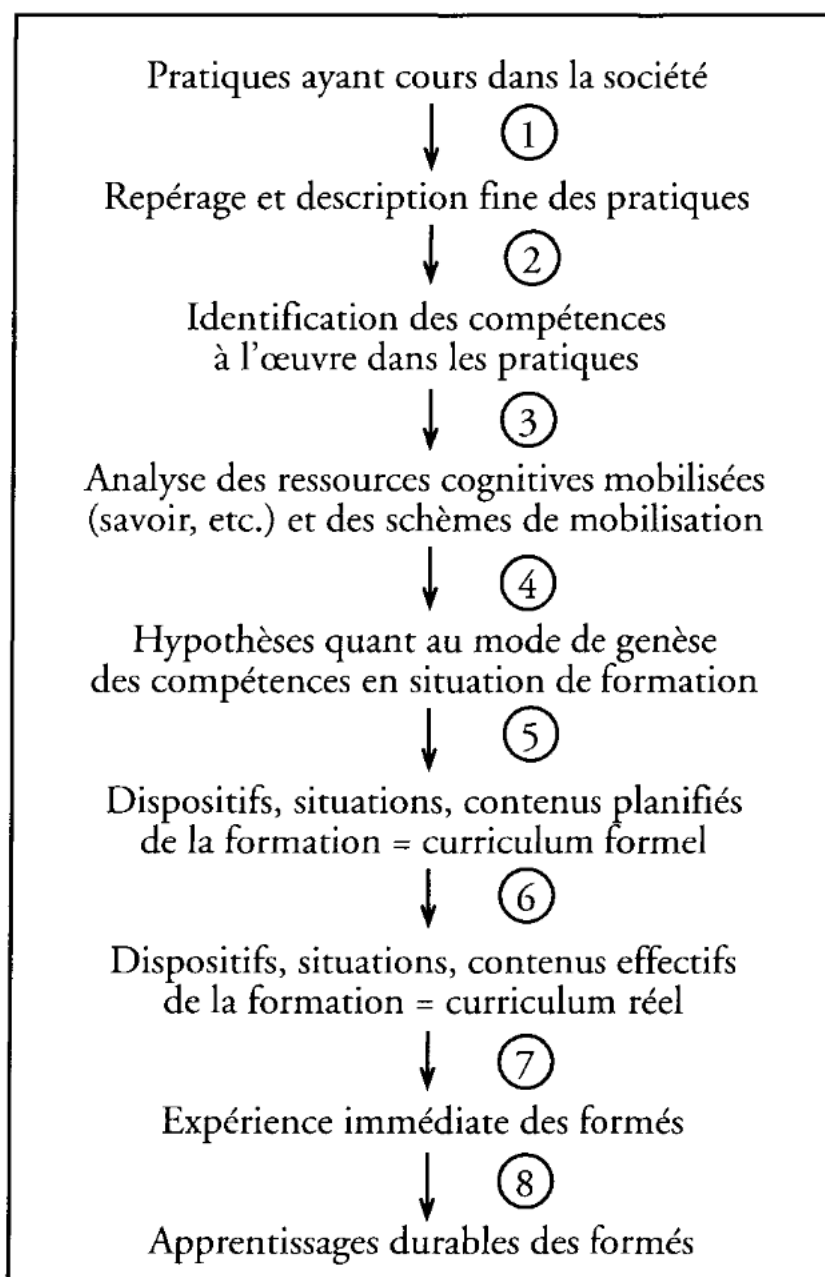 Pratiques ayant cours dans la société
1
Repérage et description fine des pratiques
2
Identification des compétences
à l'œuvre dans les pratiques
3
Analyse des ressources cognitives mobilisées
(savoir, etc.) et des schèmes de mobilisation
4
Hypothèses quant au mode de genèse
des compétences en situation de formation
5
Dispositifs, situations, contenus planifiés
de la formation = curriculum formel
6
Dispositifs, situations, contenus effectifs
de la formation = curriculum réel
7
Expérience immédiate des formés
8
Apprentissages durables des formés